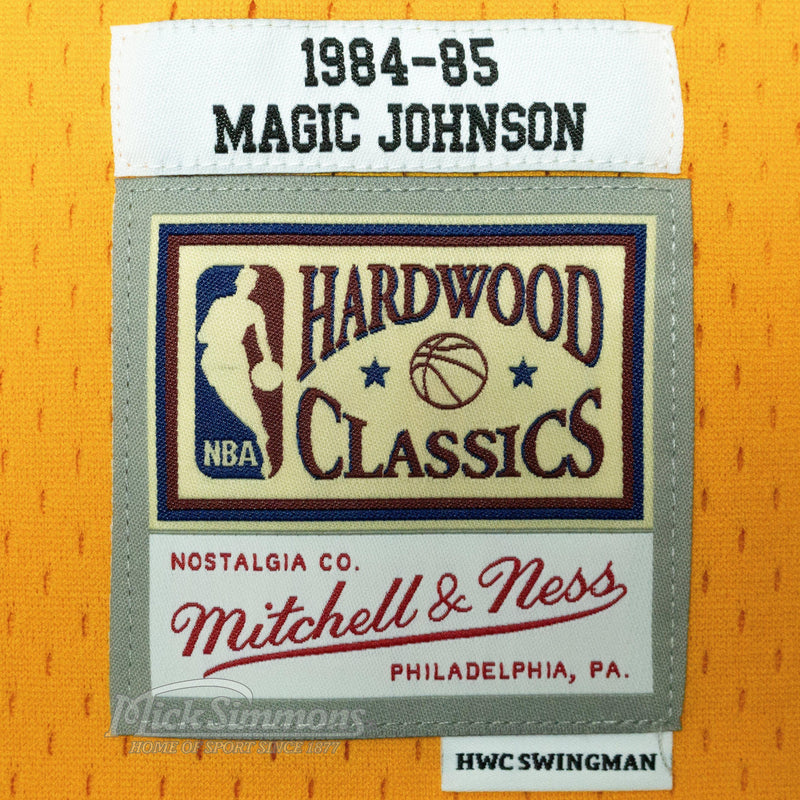 1984-85
MAGIC JOHNSON
HARDWOOD
NBA
CLASSICS
NOSTALGIA CO.
Mitchell & Ness
PHILADELPHIA, PA.
Mick Simmons
HOME OF SPORT SINCE 1877
HWC SWINGMAN